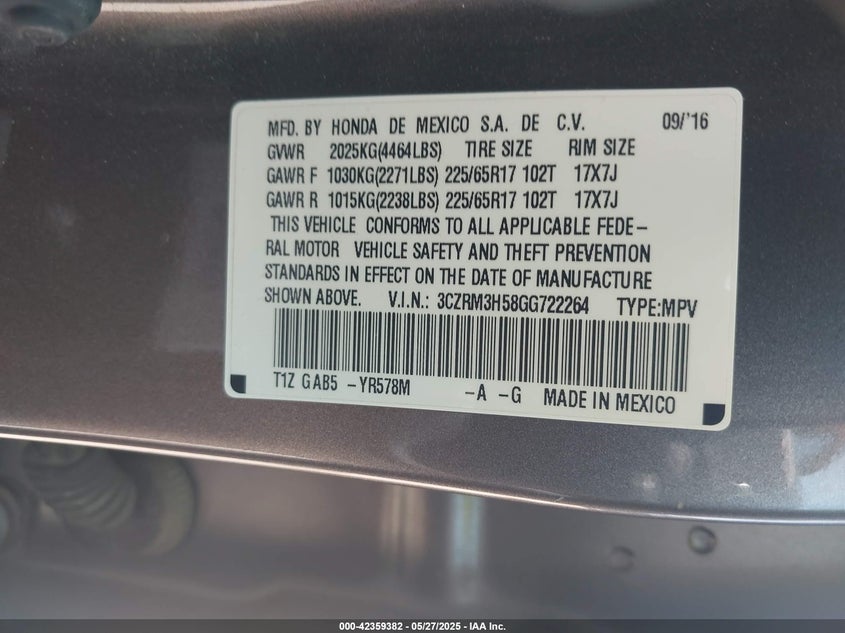 MFD. BY HONDA DE MEXICO S.A. DE C.V. 09/'16
GVWR 2025KG(4464LBS) TIRE SIZE RIM SIZE
GAWR F 1030KG(2271LBS) 225/65R17 102T 17X7J
GAWR R 1015KG(2238LBS) 225/65R17 102T 17X7J
THIS VEHICLE CONFORMS TO ALL APPLICABLE FEDE-
RAL MOTOR VEHICLE SAFETY AND THEFT PREVENTION
STANDARDS IN EFFECT ON THE DATE OF MANUFACTURE
SHOWN ABOVE. V.I.N.: 3CZRM3H58GG722264 TYPE:MPV
T1Z GAB5 -YR578M -A -G MADE IN MEXICO
000-42359382 - 05/27/2025 - IAA Inc.